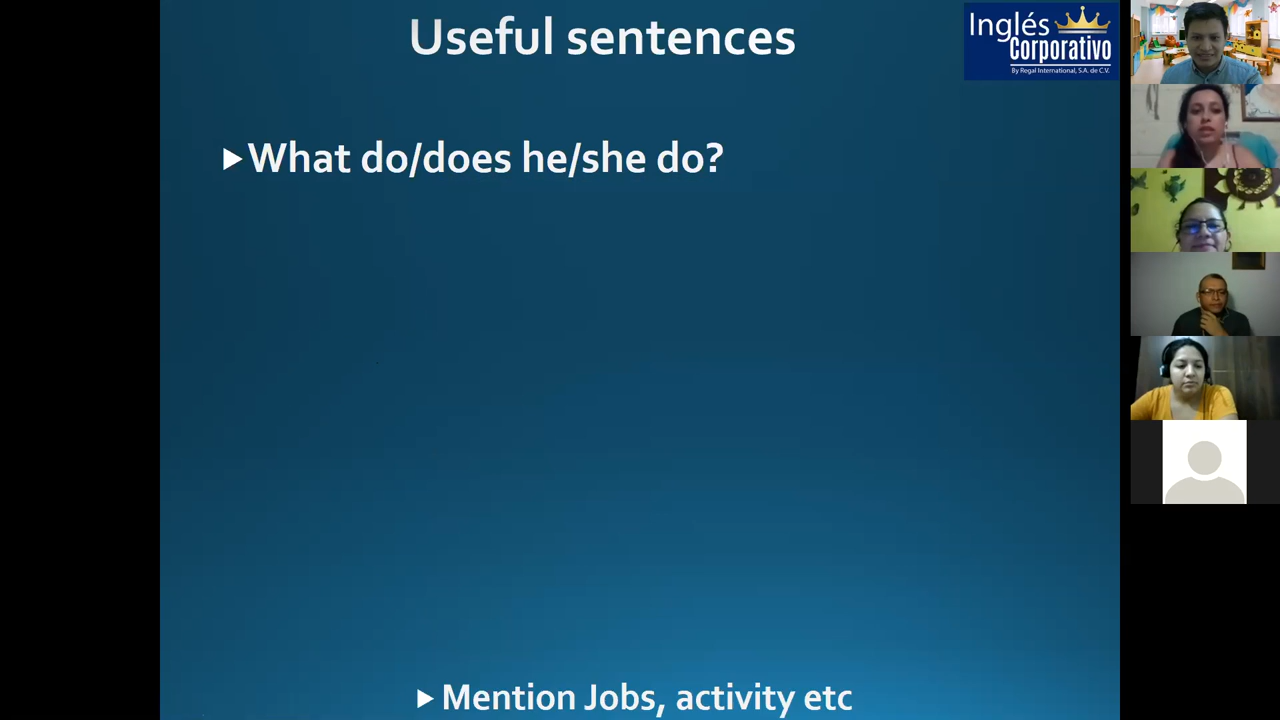 Useful sentences
Inglés
Corporativo
By Regal International, S.A. de C.V.
What do/does he/she do?
Mention Jobs, activity etc